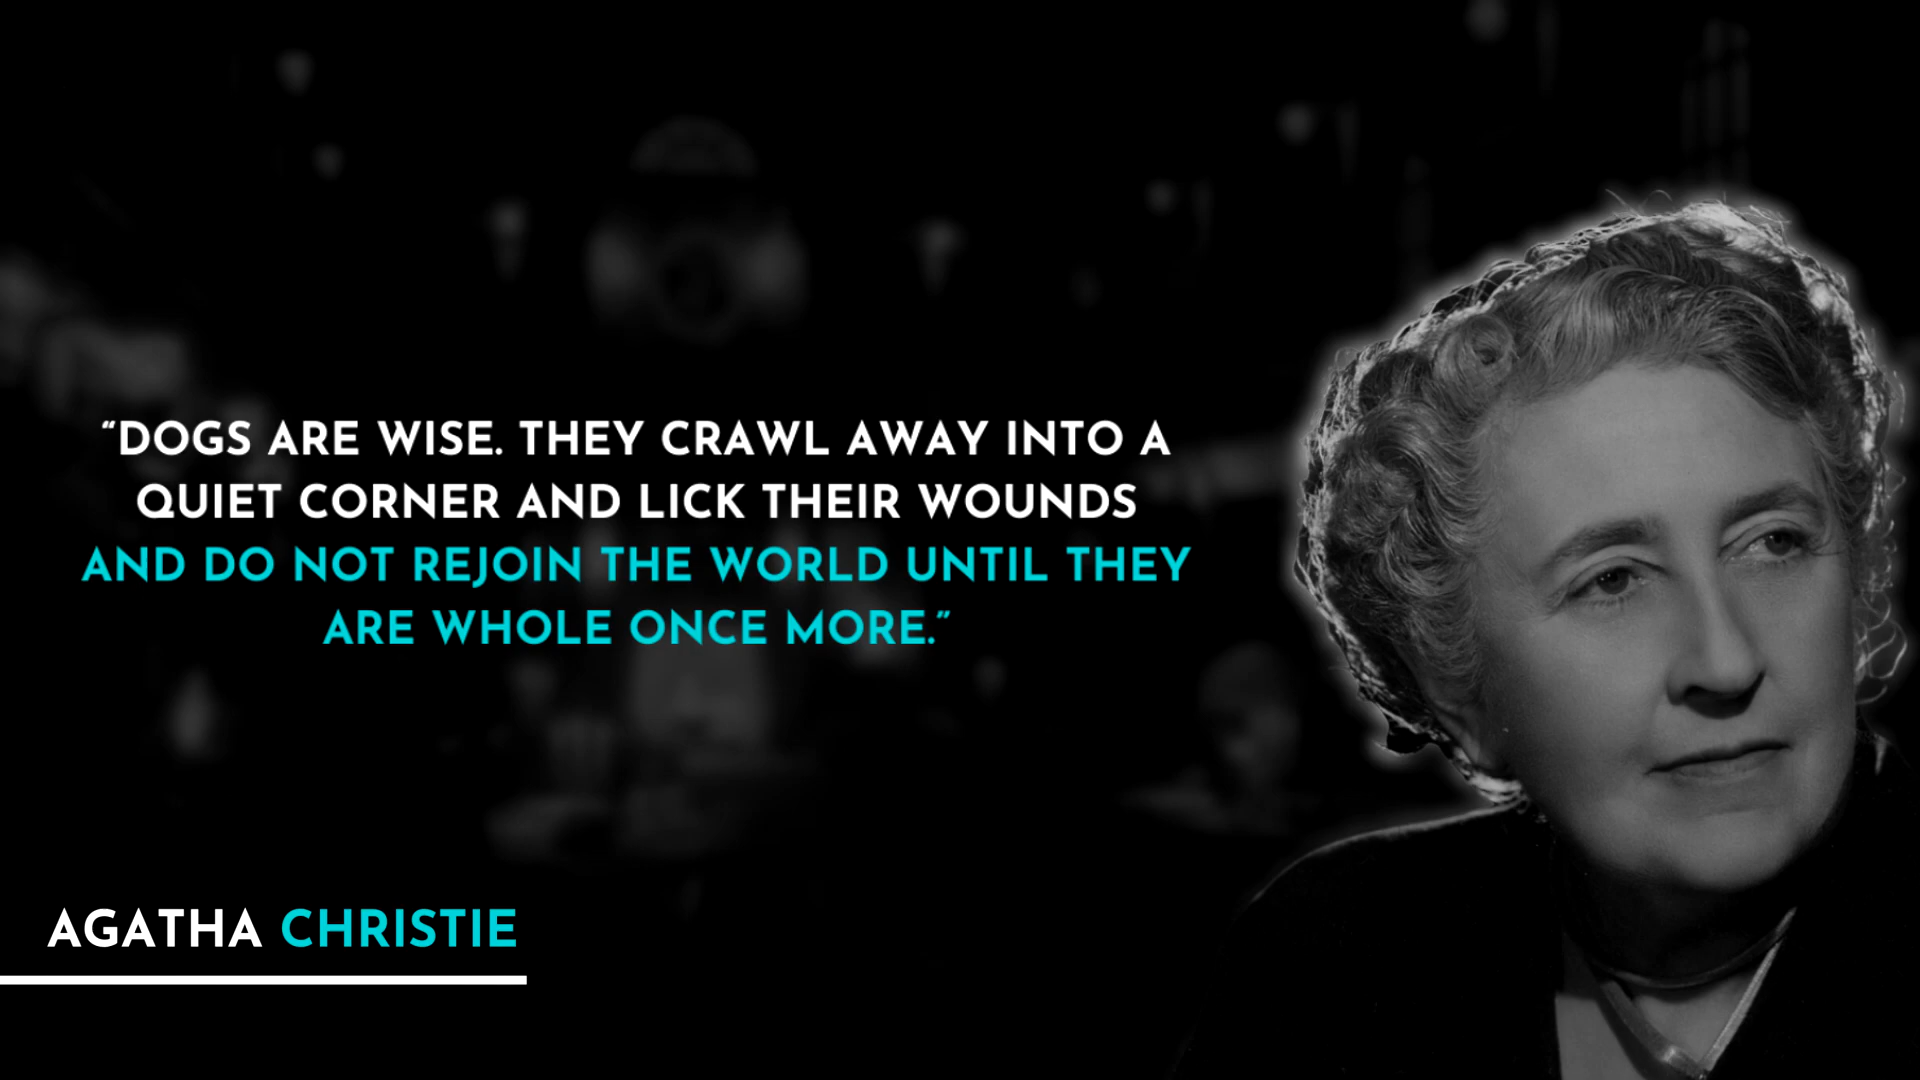 “DOGS ARE WISE. THEY CRAWL AWAY INTO A
QUIET CORNER AND LICK THEIR WOUNDS
AND DO NOT REJOIN THE WORLD UNTIL THEY
ARE WHOLE ONCE MORE.”
AGATHA CHRISTIE